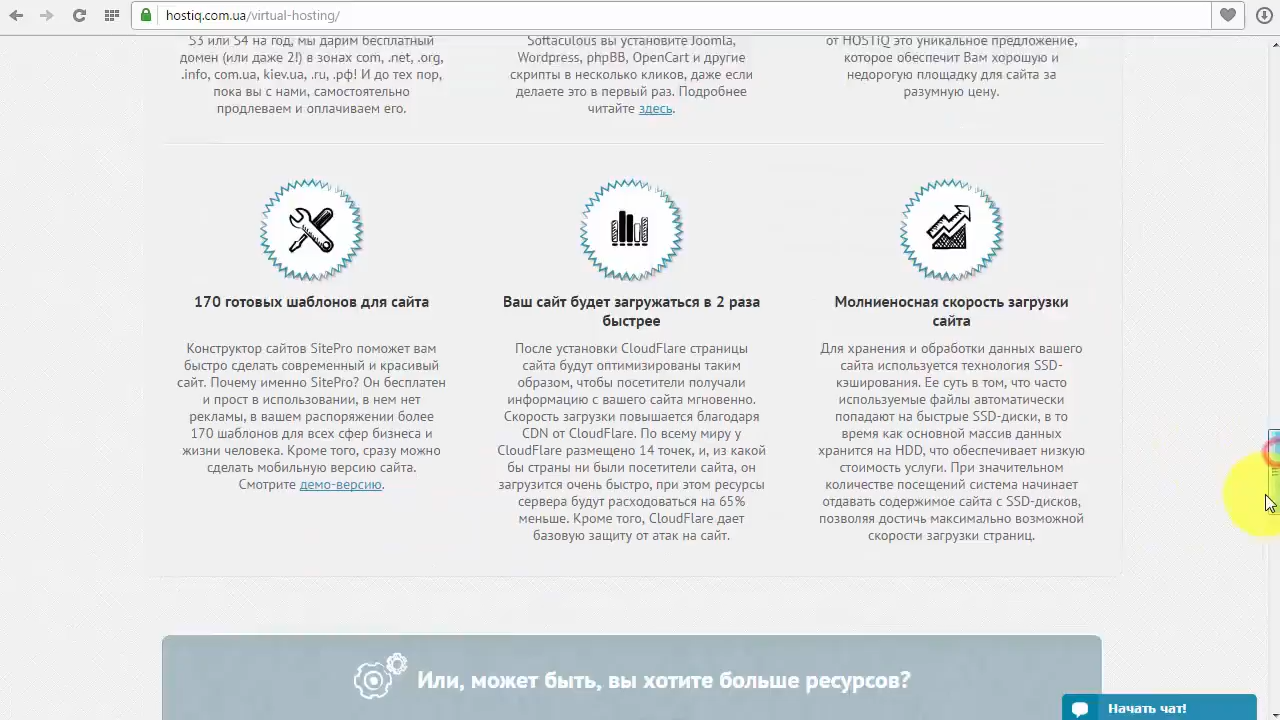 hostiq.com.ua/virtual-hosting/
S3 или S4 на год, мы дарим бесплатный
домен (или даже 2!) в зонах com, .net, .org,
.info, com.ua, kiev.ua, .ru, .рф! И до тех пор,
пока вы с нами, самостоятельно
продлеваем и оплачиваем его.
Softaculous вы установите Joomla,
Wordpress, phpBB, OpenCart и другие
скрипты в несколько кликов, даже если
делаете это в первый раз. Подробнее
читайте здесь.
от HOSTiQ это уникальное предложение,
которое обеспечит Вам хорошую и
недорогую площадку для сайта за
разумную цену.
170 готовых шаблонов для сайта
Конструктор сайтов SitePro поможет вам
быстро сделать современный и красивый
сайт. Почему именно SitePro? Он бесплатен
и прост в использовании, в нем нет
рекламы, в вашем распоряжении более
170 шаблонов для всех сфер бизнеса и
жизни человека. Кроме того, сразу можно
сделать мобильную версию сайта.
Смотрите демо-версию.
Ваш сайт будет загружаться в 2 раза
быстрее
После установки CloudFlare страницы
сайта будут оптимизированы таким
образом, чтобы посетители получали
информацию с вашего сайта мгновенно.
Скорость загрузки повышается благодаря
CDN от CloudFlare. По всему миру у
CloudFlare размещено 14 точек, и, из какой
бы страны ни были посетители сайта, он
загрузится очень быстро, при этом ресурсы
сервера будут расходоваться на 65%
меньше. Кроме того, CloudFlare дает
базовую защиту от атак на сайт.
Молниеносная скорость загрузки
сайта
Для хранения и обработки данных вашего
сайта используется технология SSD-
кэширования. Ее суть в том, что часто
используемые файлы автоматически
попадают на быстрые SSD-диски, в то
время как основной массив данных
хранится на HDD, что обеспечивает низкую
стоимость услуги. При значительном
количестве посещений система начинает
отдавать содержимое сайта с SSD-дисков,
позволяя достичь максимально возможной
скорости загрузки страниц.
Или, может быть, вы хотите больше ресурсов?
Начать чат!